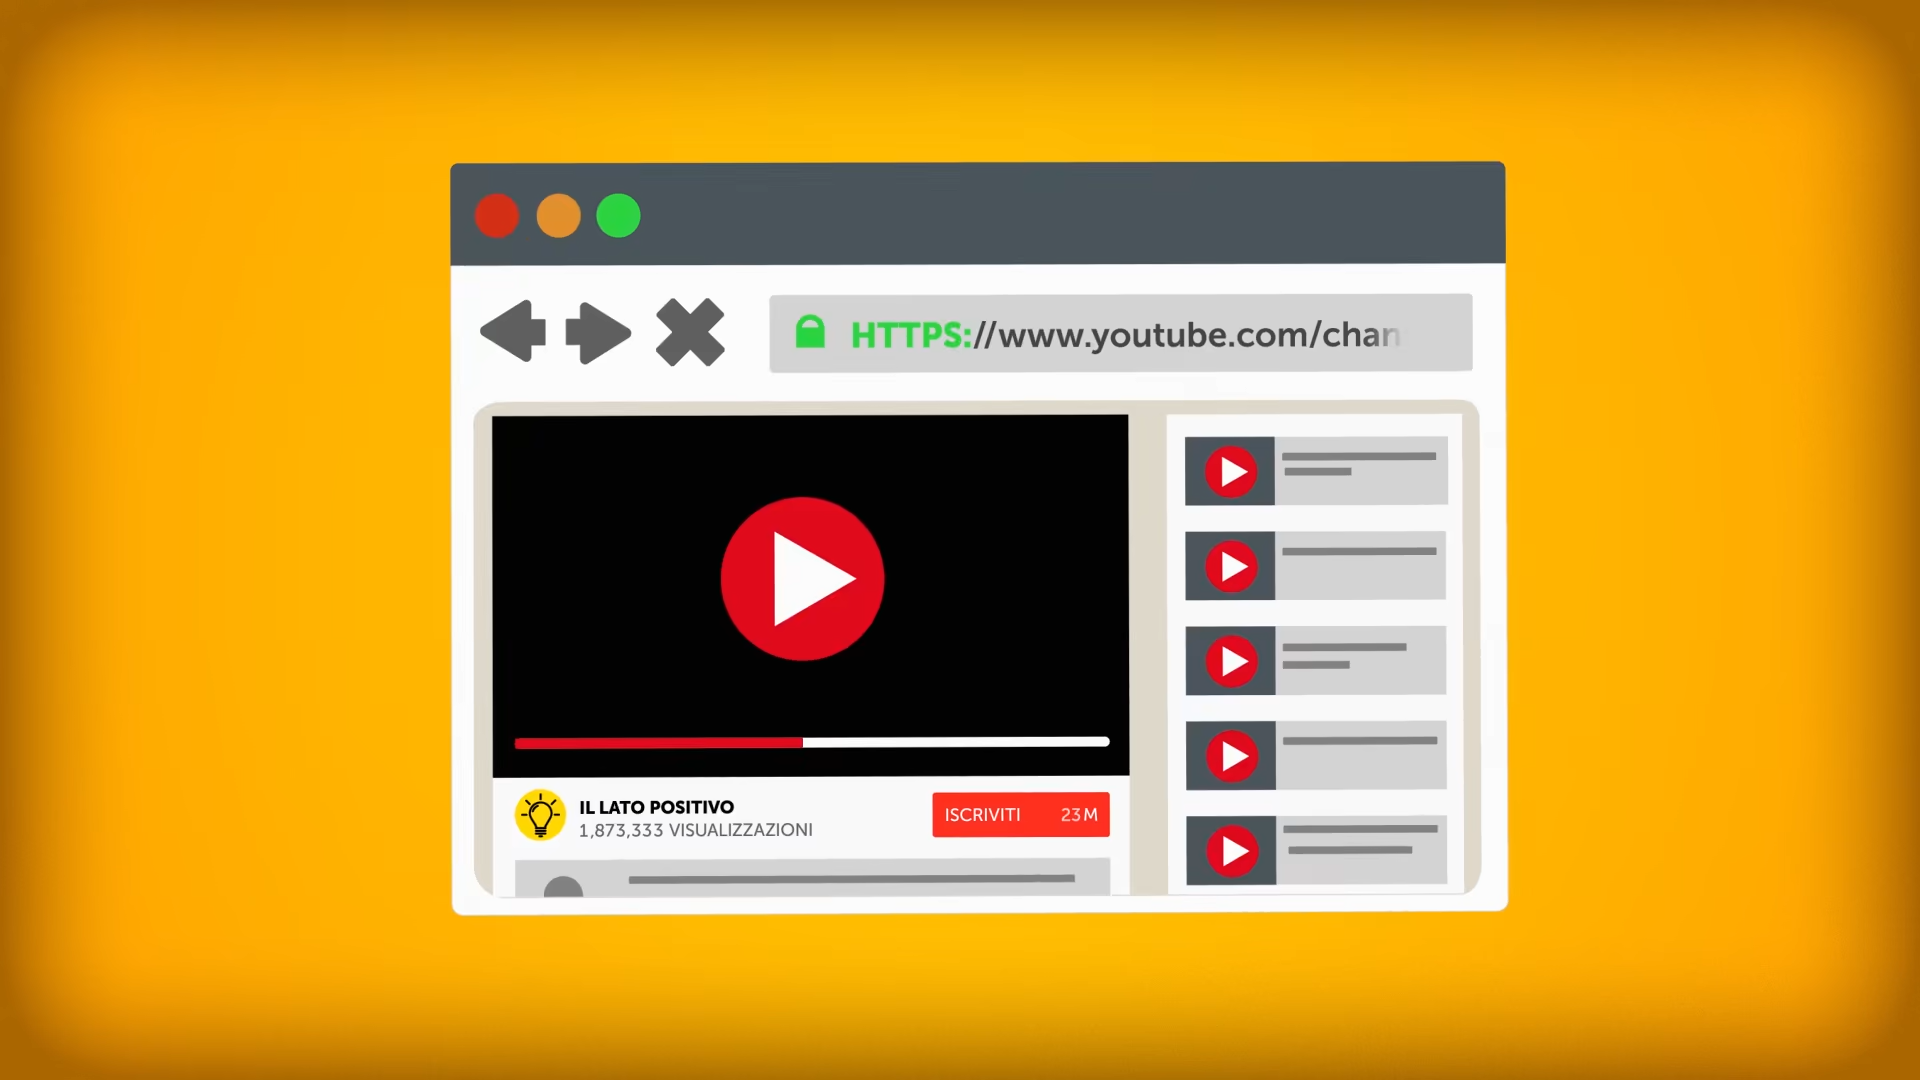 HTTPS://www.youtube.com/chan
IL LATO POSITIVO
1,873,333 VISUALIZZAZIONI
ISCRIVITI 23M